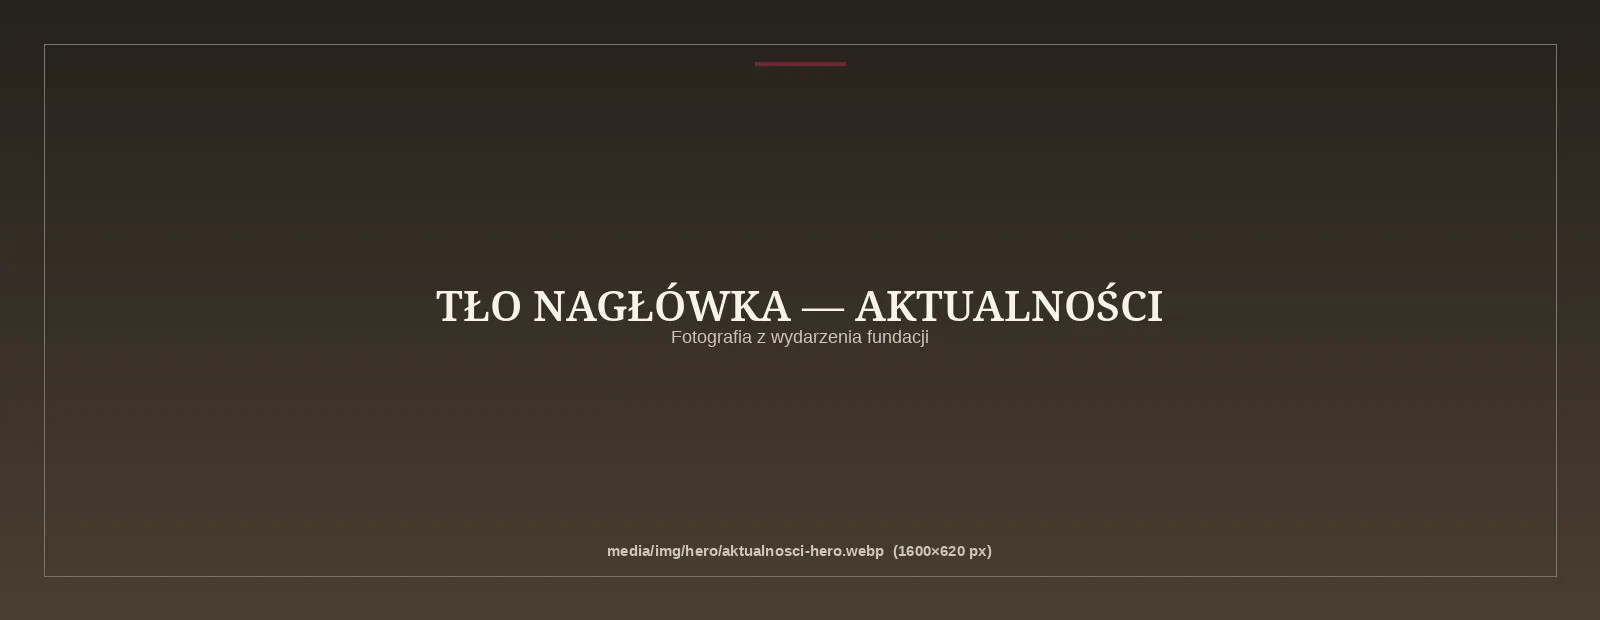 TŁO NAGŁÓWKA — AKTUALNOŚCI
Fotografia z wydarzenia fundacji
media/img/hero/aktualnosci-hero.webp (1600×620 px)